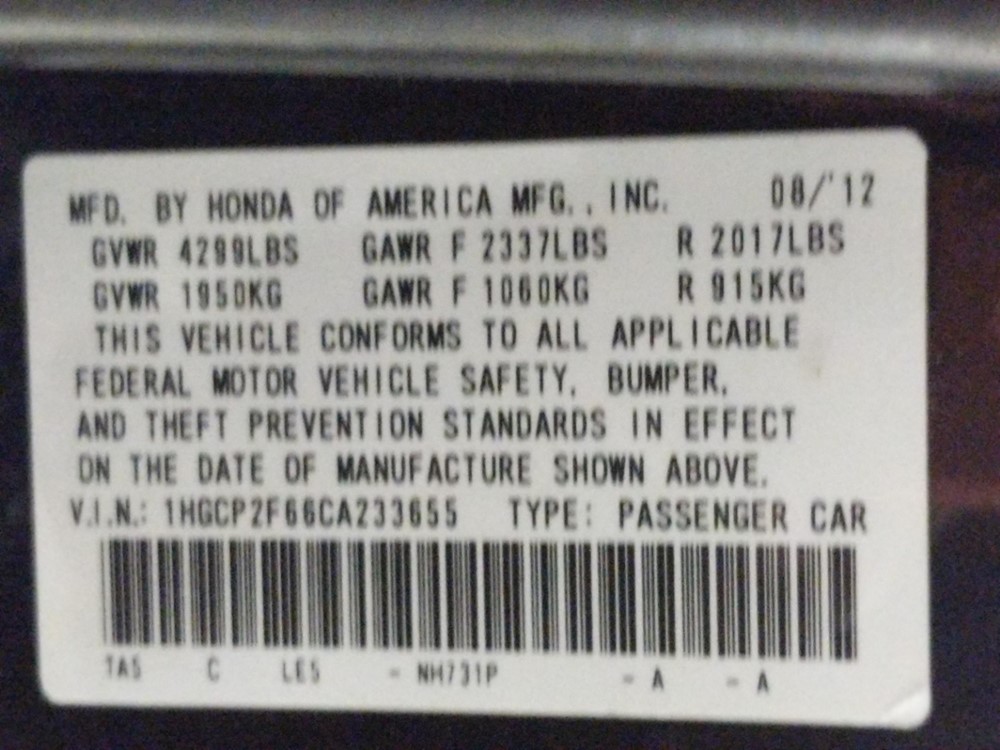 MFD. BY HONDA OF AMERICA MFG., INC. 08/'12
GVWR 4299LBS GAWR F 2337LBS R 2017LBS
GVWR 1950KG GAWR F 1060KG R 915KG
THIS VEHICLE CONFORMS TO ALL APPLICABLE
FEDERAL MOTOR VEHICLE SAFETY, BUMPER,
AND THEFT PREVENTION STANDARDS IN EFFECT
ON THE DATE OF MANUFACTURE SHOWN ABOVE.
V.I.N.: 1HGCP2F66CA233655 TYPE: PASSENGER CAR
TA5 C LE5 - NH731P - A - A